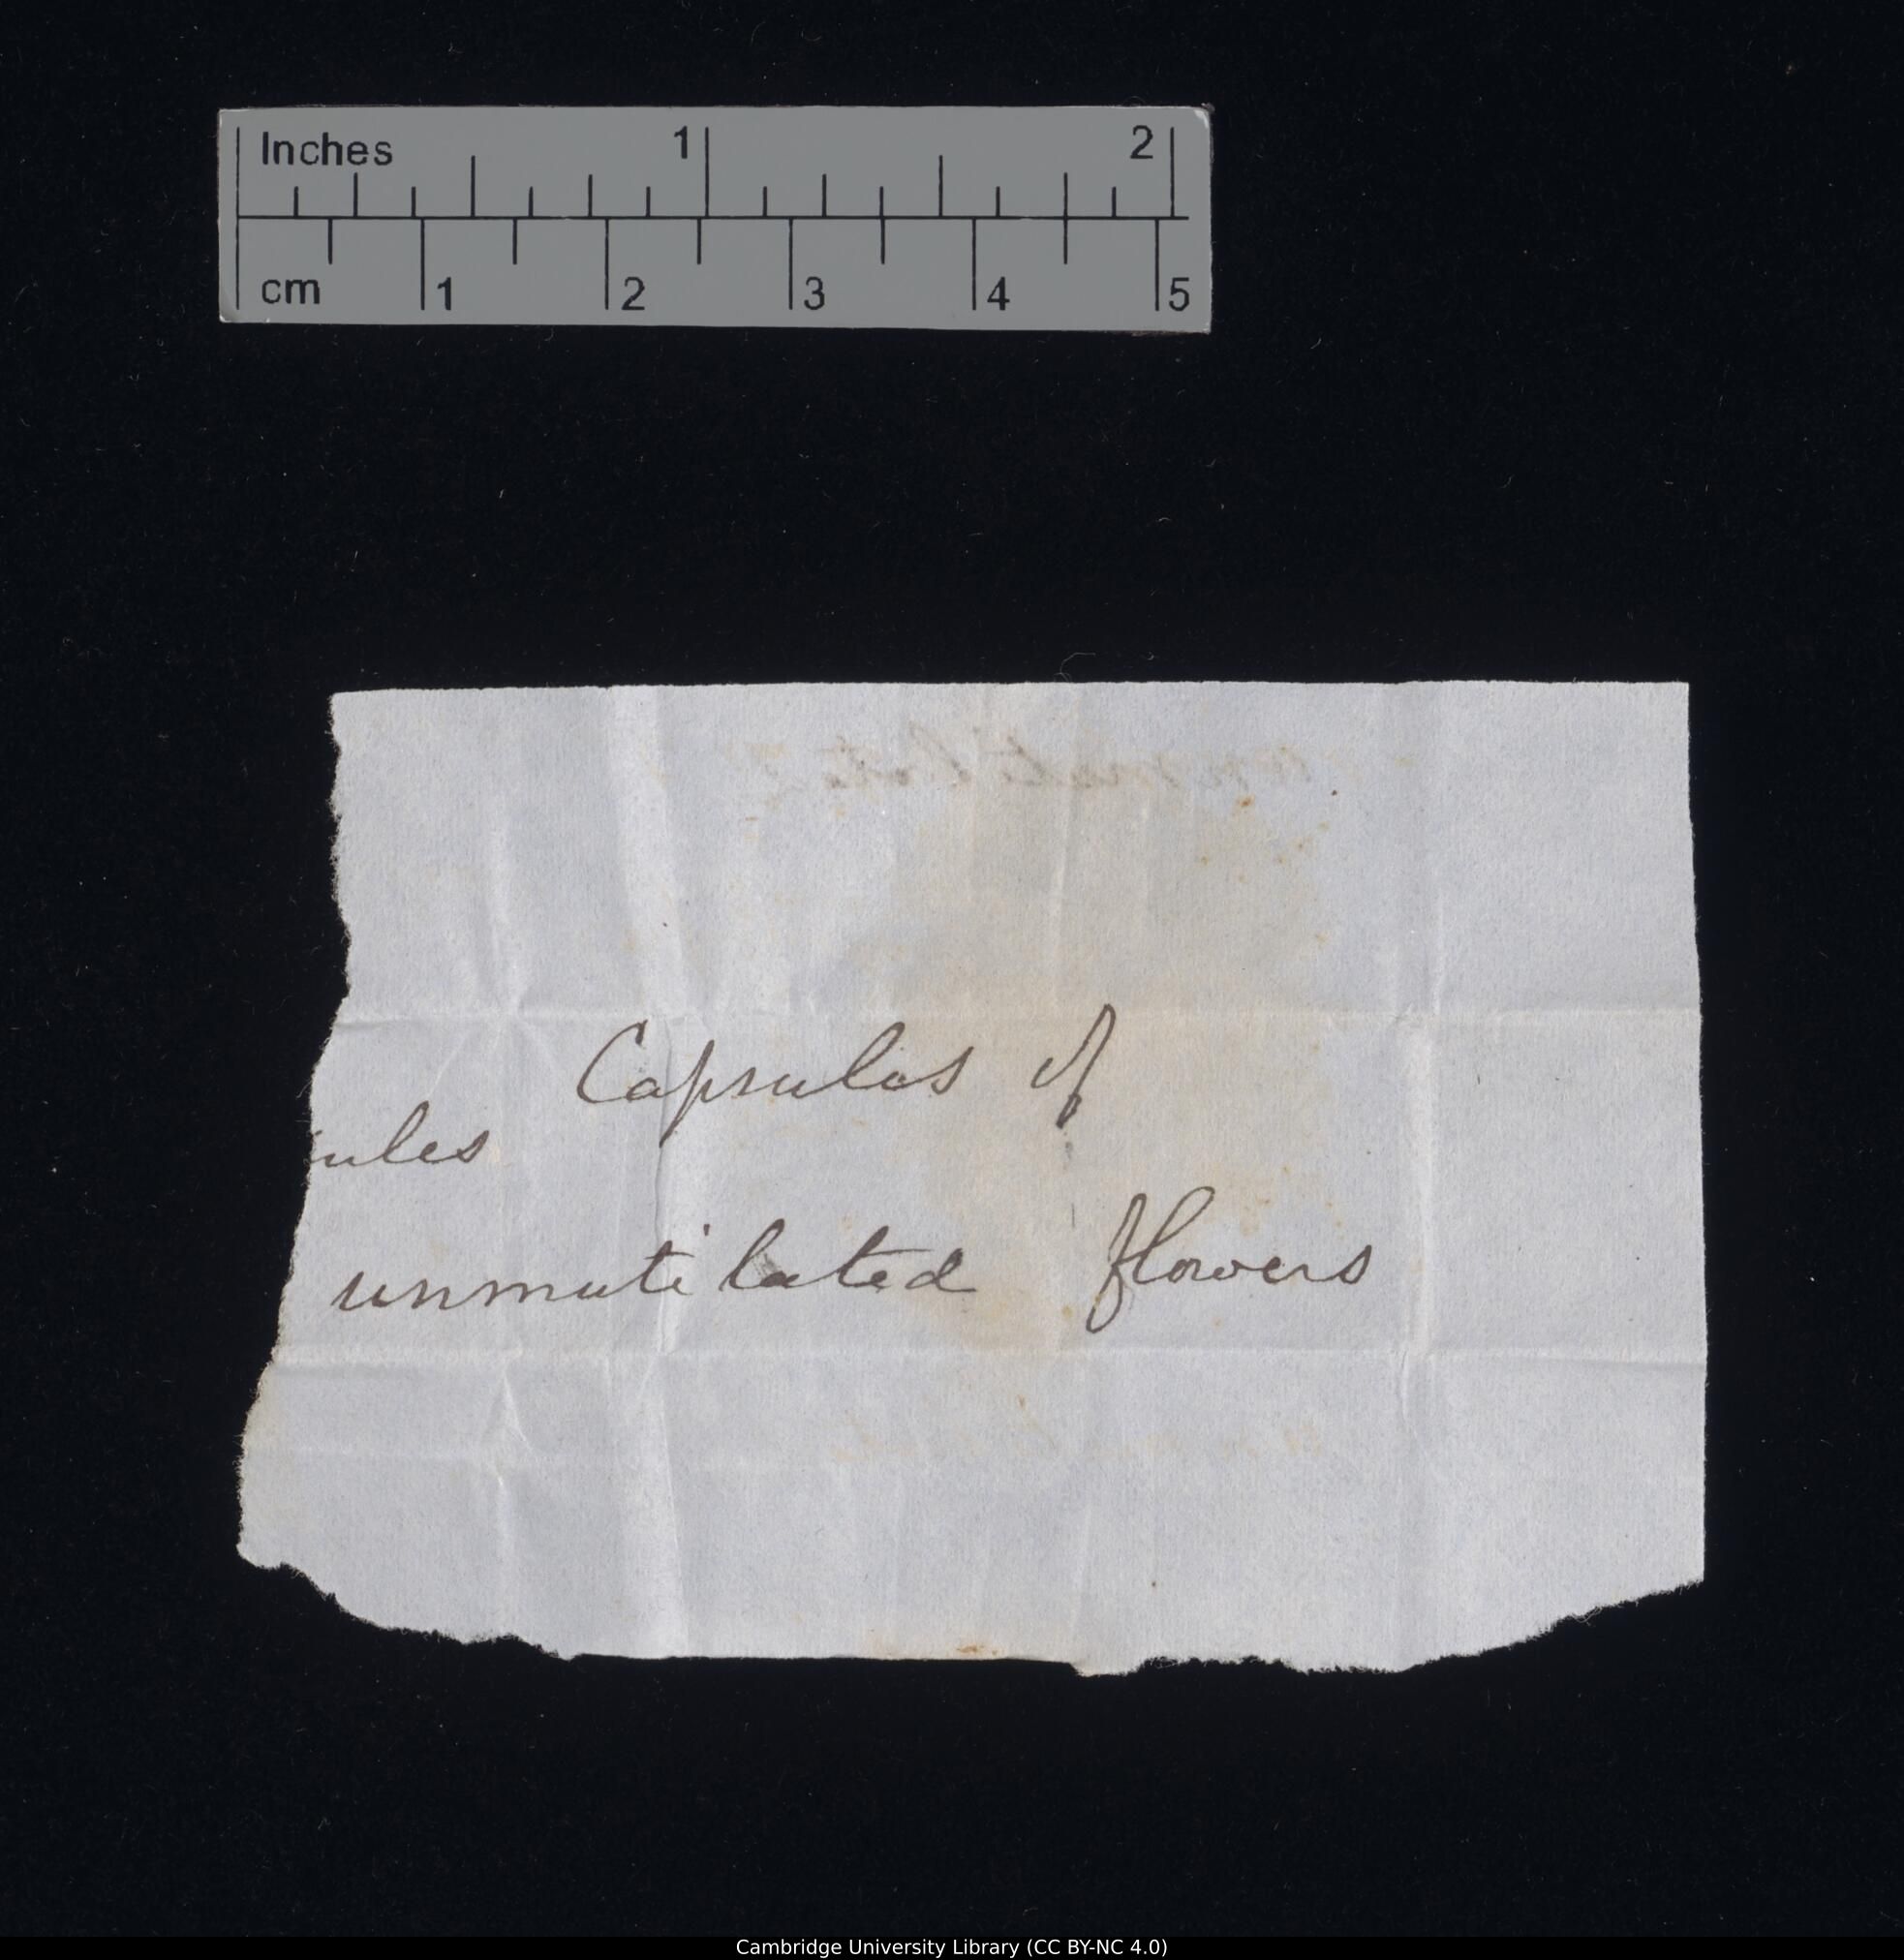 Inches 1 2
cm 1 2 3 4 5
Capsules of
ules
unmutilated flowers
Cambridge University Library (CC BY-NC 4.0)